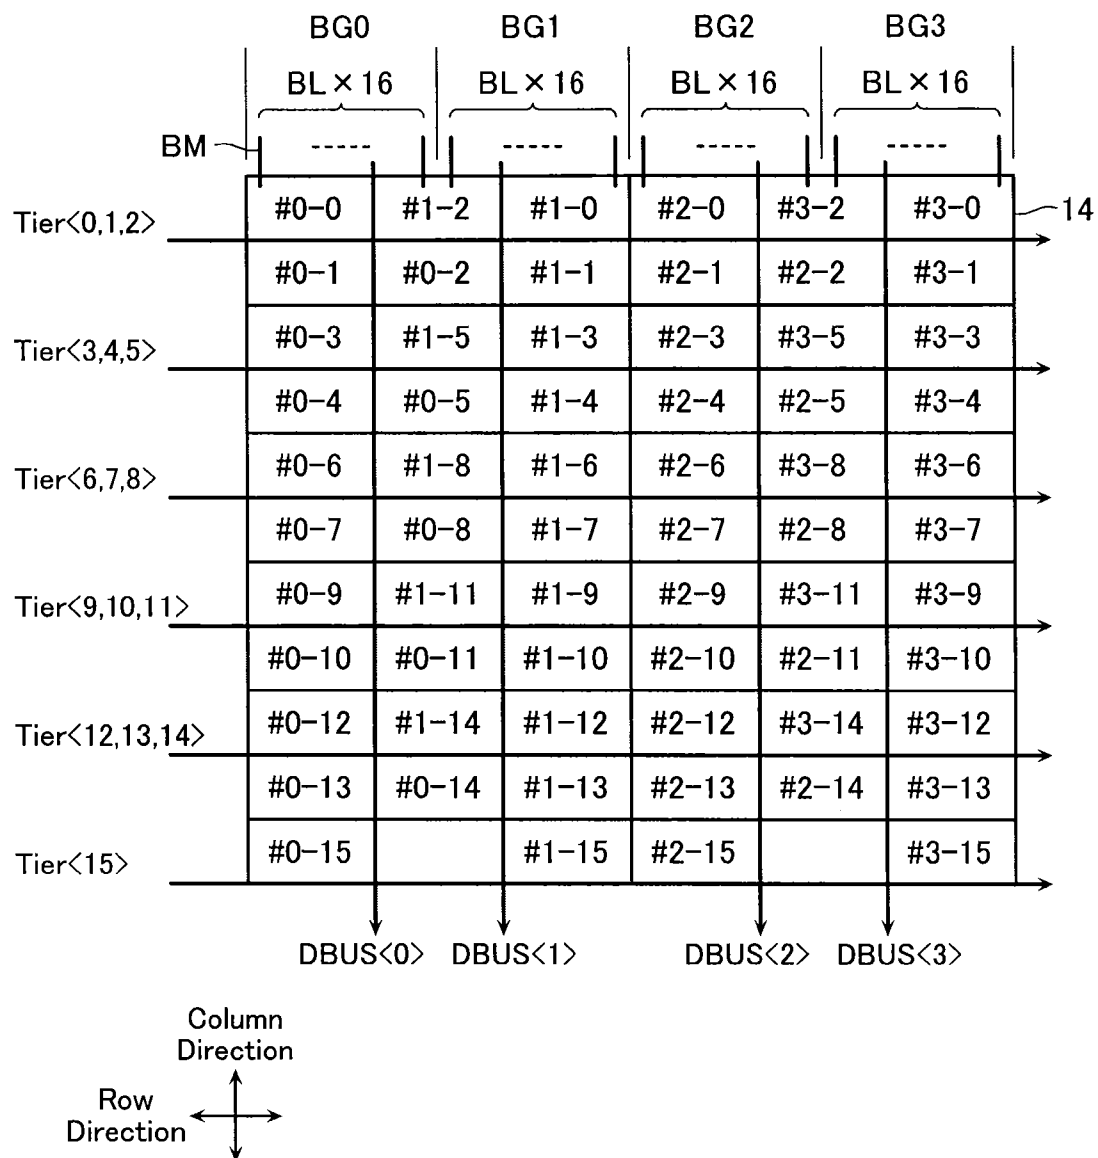 BG0 BG1 BG2 BG3
BL×16 BL×16 BL×16 BL×16
BM ----- ----- ----- -----
Tier<0,1,2> #0-0 #1-2 #1-0 #2-0 #3-2 #3-0 14
#0-1 #0-2 #1-1 #2-1 #2-2 #3-1
Tier<3,4,5> #0-3 #1-5 #1-3 #2-3 #3-5 #3-3
#0-4 #0-5 #1-4 #2-4 #2-5 #3-4
Tier<6,7,8> #0-6 #1-8 #1-6 #2-6 #3-8 #3-6
#0-7 #0-8 #1-7 #2-7 #2-8 #3-7
Tier<9,10,11> #0-9 #1-11 #1-9 #2-9 #3-11 #3-9
#0-10 #0-11 #1-10 #2-10 #2-11 #3-10
Tier<12,13,14> #0-12 #1-14 #1-12 #2-12 #3-14 #3-12
#0-13 #0-14 #1-13 #2-13 #2-14 #3-13
Tier<15> #0-15 #1-15 #2-15 #3-15
DBUS<0> DBUS<1> DBUS<2> DBUS<3>
Column
Direction
Row
Direction